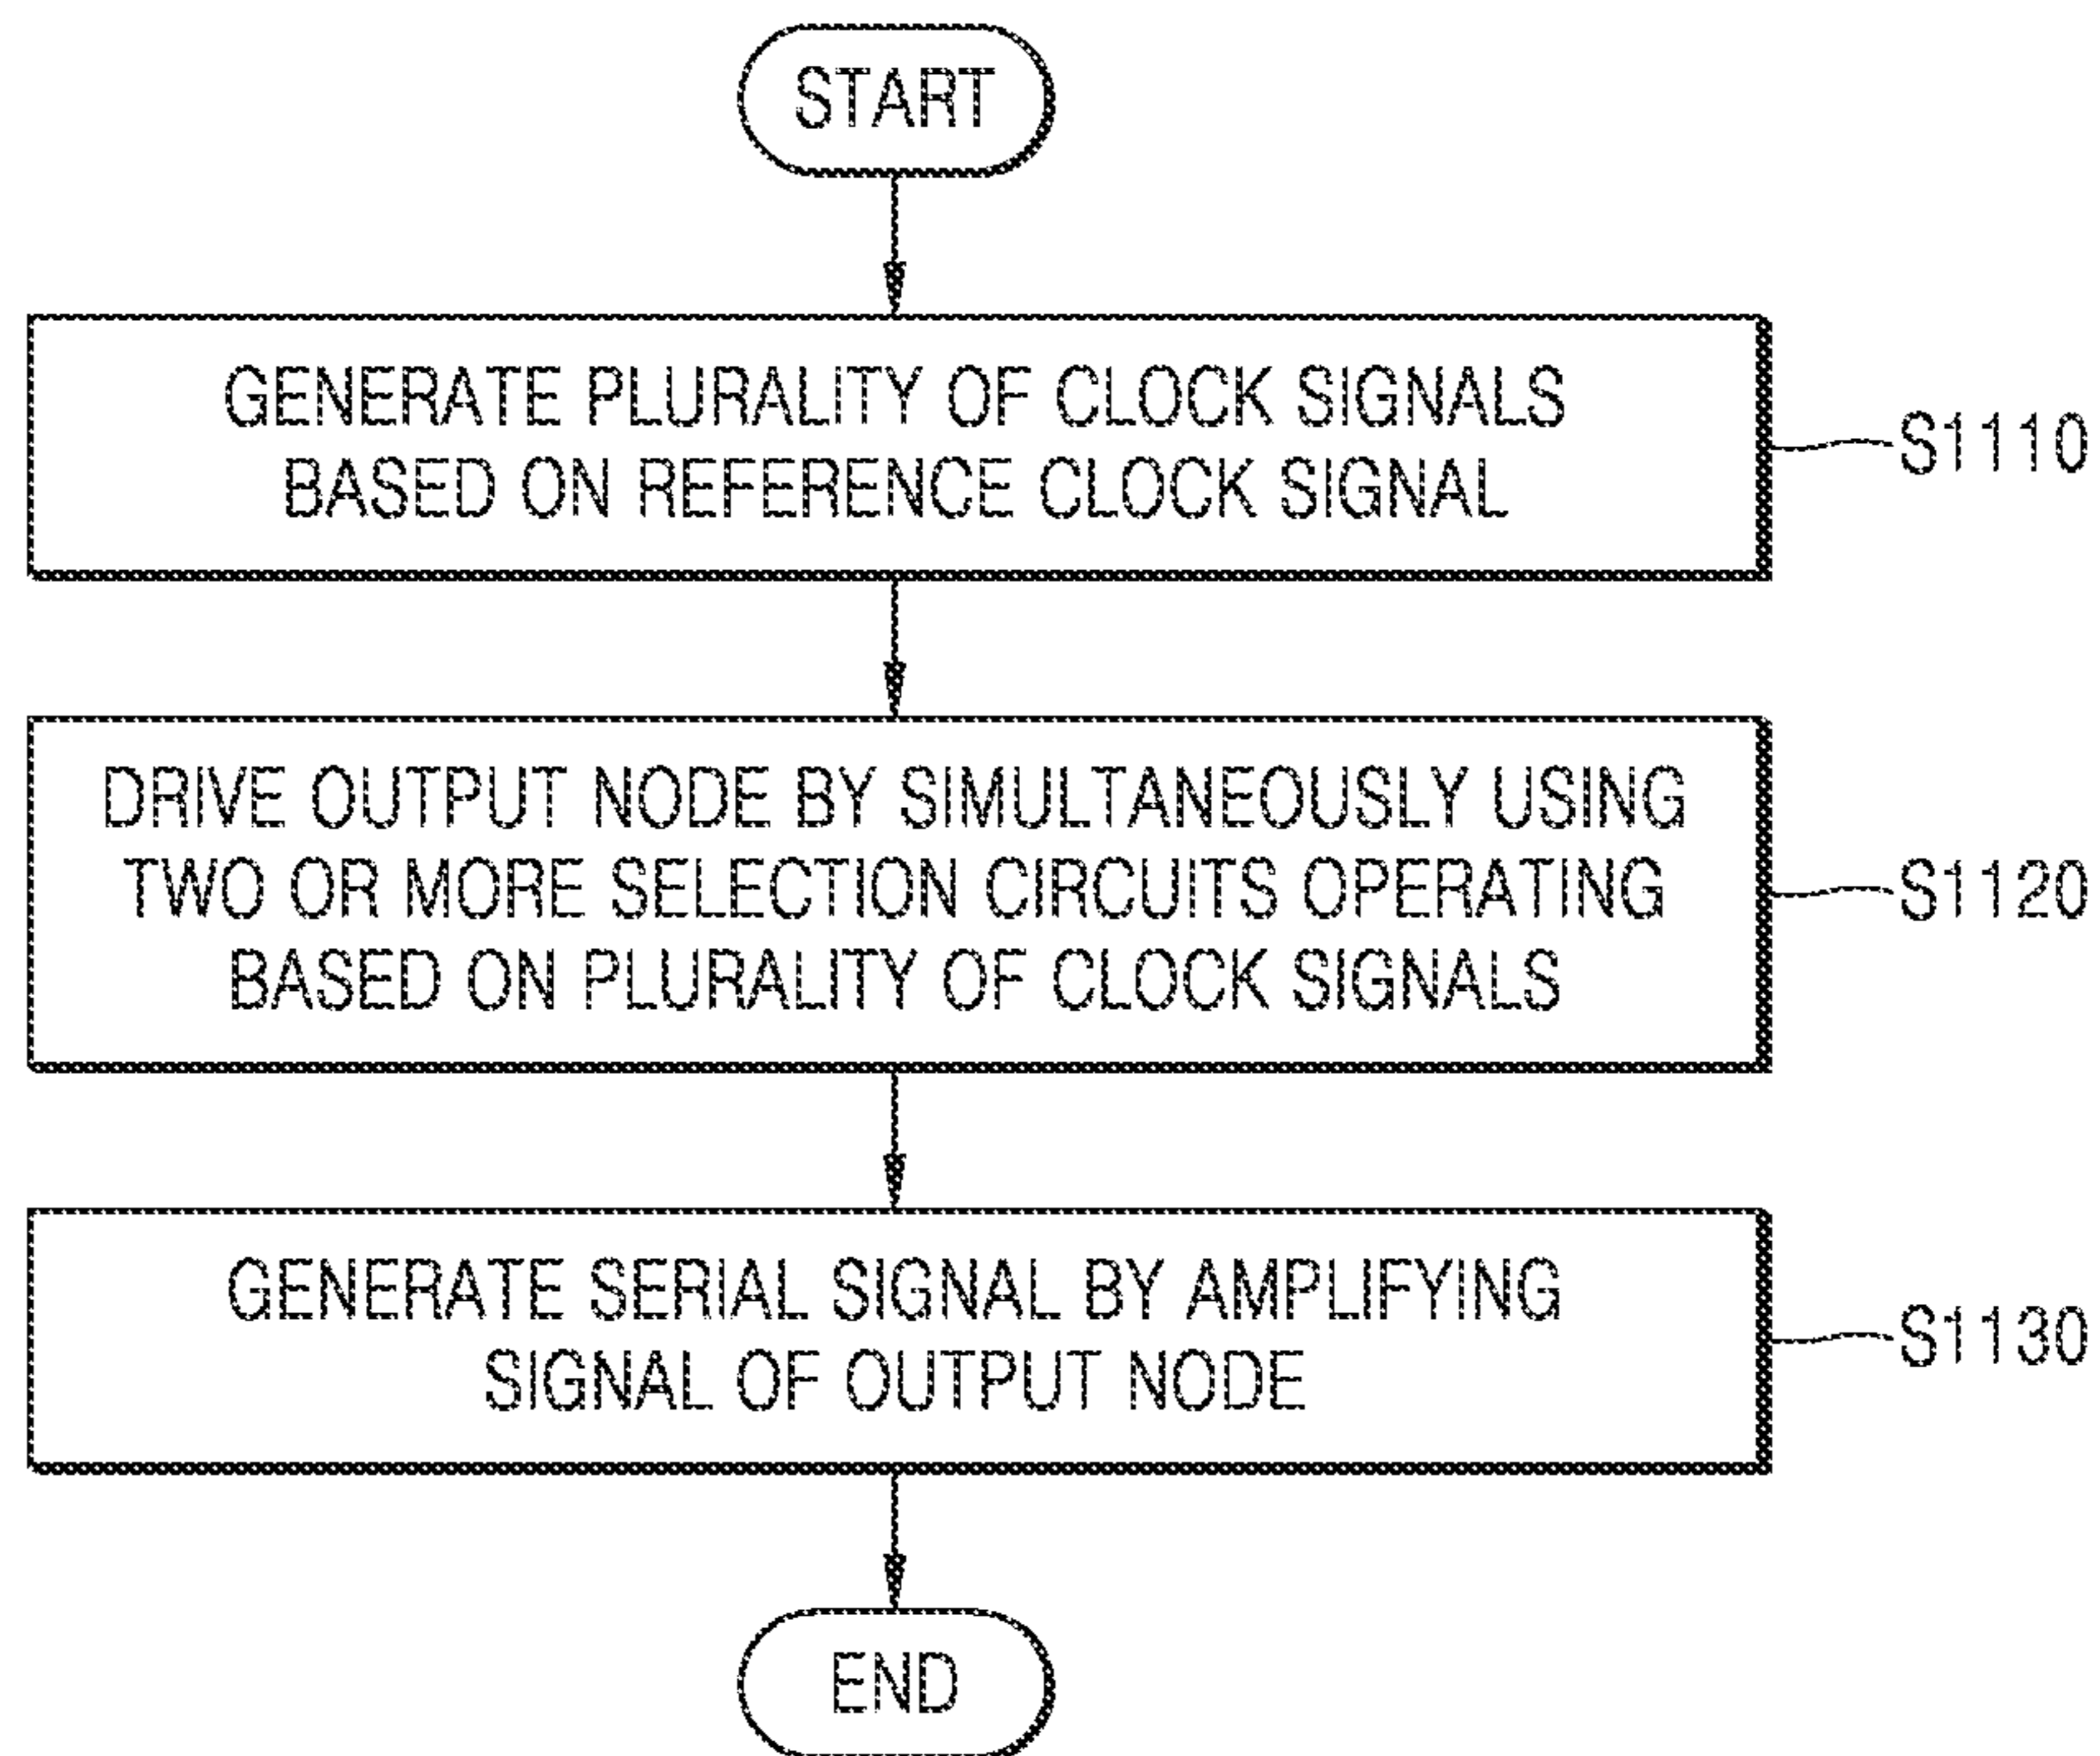 START
GENERATE PLURALITY OF CLOCK SIGNALS
BASED ON REFERENCE CLOCK SIGNAL
S1110
DRIVE OUTPUT NODE BY SIMULTANEOUSLY USING
TWO OR MORE SELECTION CIRCUITS OPERATING
BASED ON PLURALITY OF CLOCK SIGNALS
S1120
GENERATE SERIAL SIGNAL BY AMPLIFYING
SIGNAL OF OUTPUT NODE
S1130
END